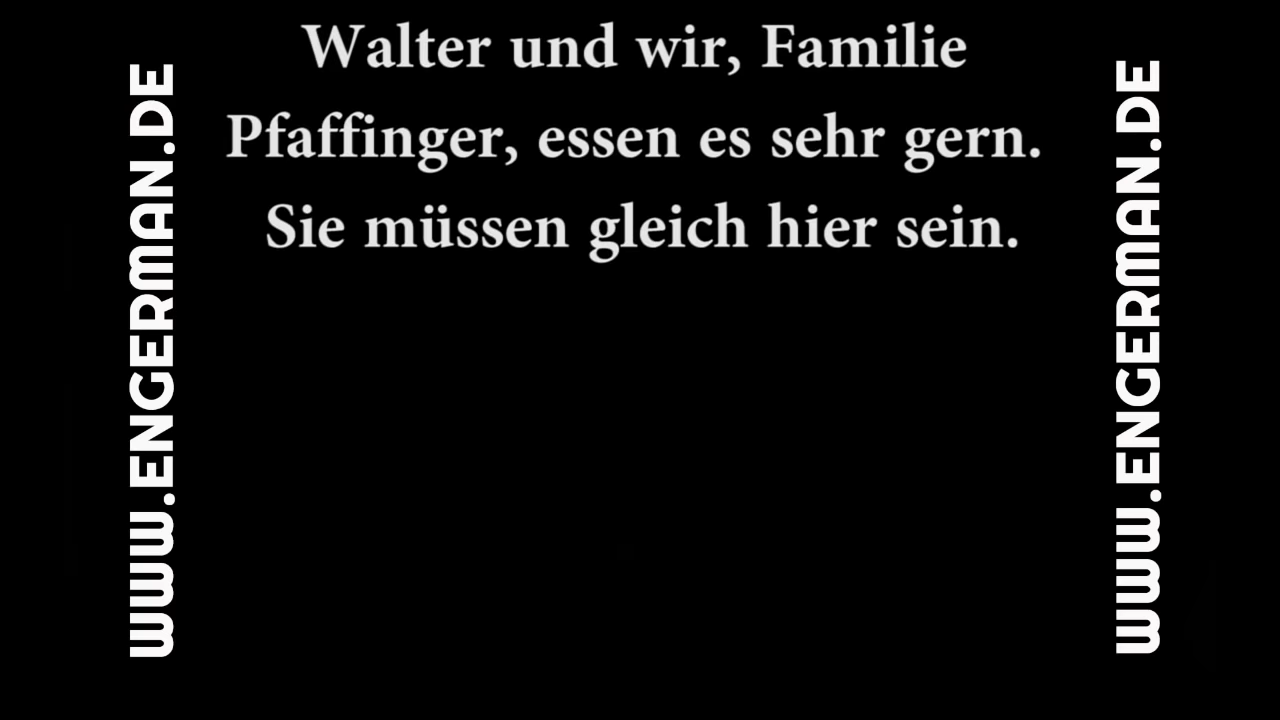 Walter und wir, Familie
Pfaffinger, essen es sehr gern.
Sie müssen gleich hier sein.
WWW.ENGERMAN.DE
WWW.ENGERMAN.DE